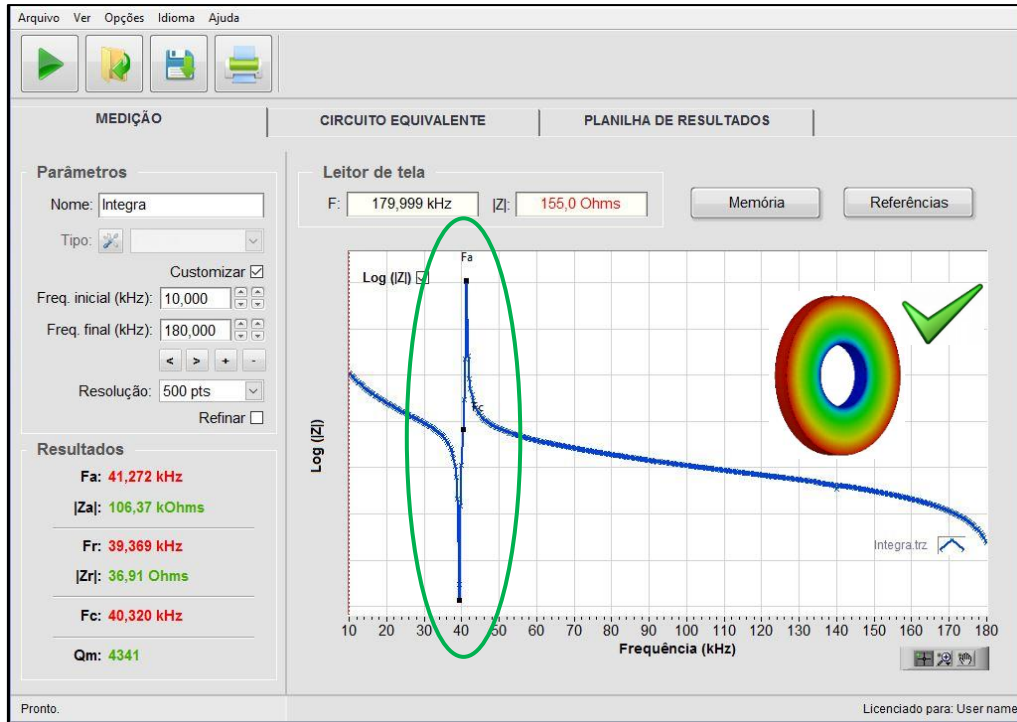 Arquivo Ver Opções Idioma Ajuda
MEDIÇÃO
CIRCUITO EQUIVALENTE
PLANILHA DE RESULTADOS
Parâmetros
Nome: Integra
Tipo:
Customizar
Freq. inicial (kHz): 10,000
Freq. final (kHz): 180,000
< > + -
Resolução: 500 pts
Refinar
Resultados
Fa: 41,272 kHz
|Za|: 106,37 kOhms
Fr: 39,369 kHz
|Zr|: 36,91 Ohms
Fc: 40,320 kHz
Qm: 4341
Leitor de tela
F: 179,999 kHz |Z|: 155,0 Ohms
Memória
Referências
Fa
Log (|Z|)
Log (|Z|)
Integra.trz
10 20 30 40 50 60 70 80 90 100 110 120 130 140 150 160 170 180
Frequência (kHz)
Pronto.
Licenciado para: User name